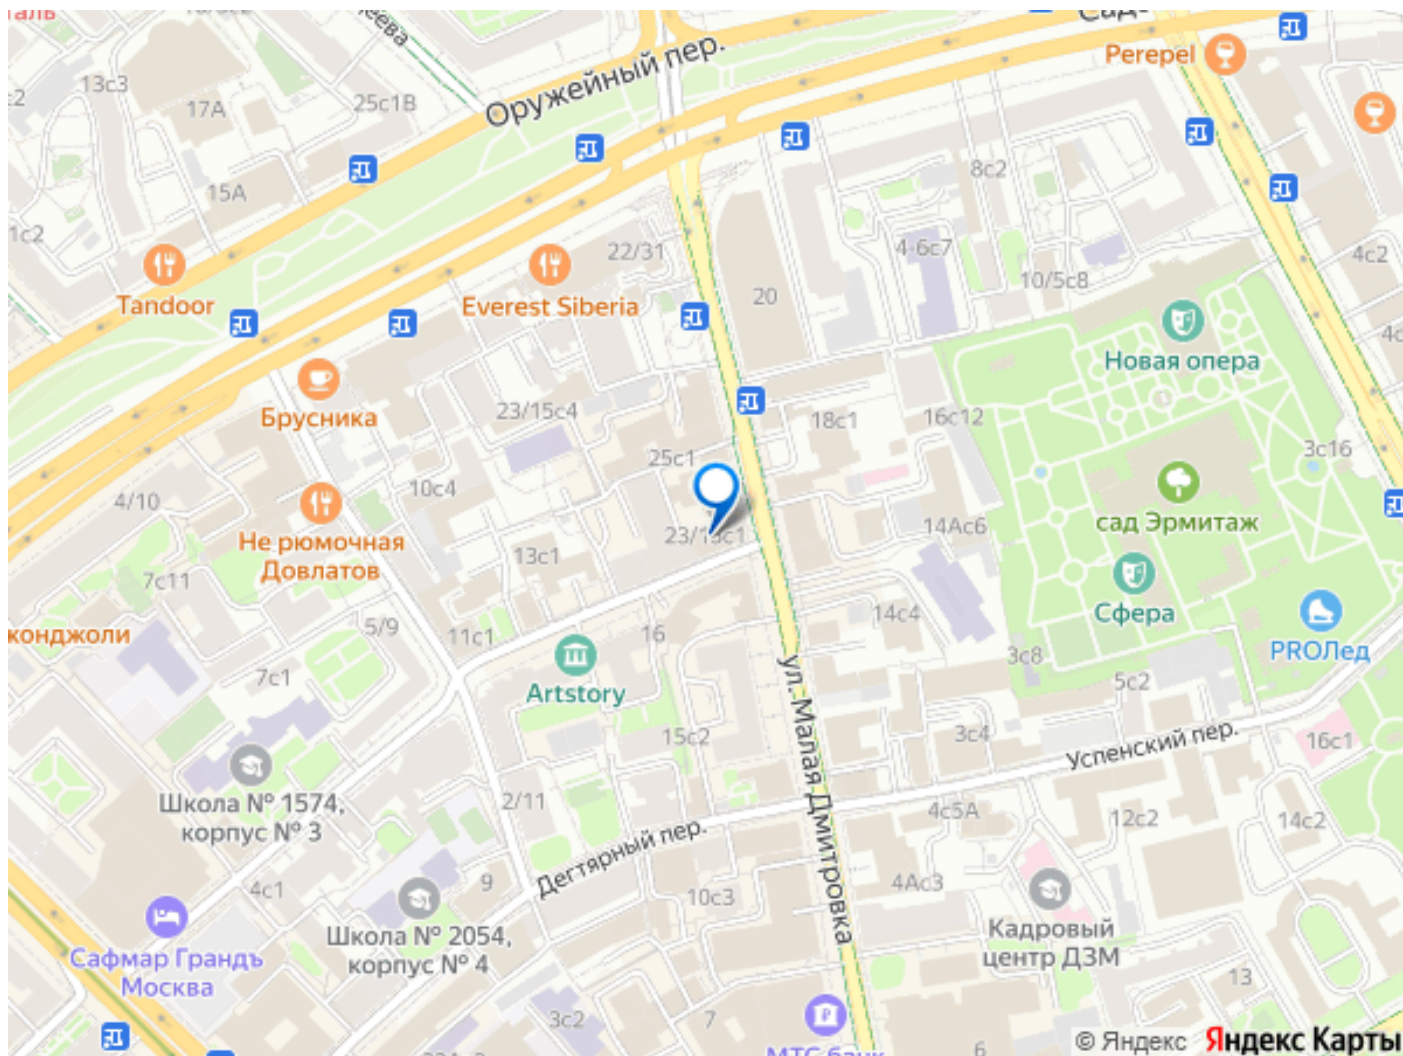 Оружейный пер.
Perepel
13с3
17А
25с1В
15А
8с2
1с2
22/31
4-6с7
4с2
Tandoor
Everest Siberia
20
10/5с8
Новая опера
Брусника
23/15с4
18с1
16с12
25с1
3с16
4/10
10с4
Не рюмочная
Довлатов
23/13с1
14Ас6
сад Эрмитаж
13с1
7с11
Сфера
конджоли
5/9
11с1
16
14с4
PROЛед
7с1
Artstory
3с8
5с2
ул. Малая Дмитровка
15с2
3с4
Успенский пер.
16с1
Школа № 1574,
корпус № 3
2/11
Дегтярный пер.
4с5А
12с2
14с2
4с1
9
10с3
4Ас3
Сафмар Грандъ
Москва
Школа № 2054,
корпус № 4
Кадровый
центр ДЗМ
13
3с2
7
6
МТС банк
© Яндекс Яндекс Карты